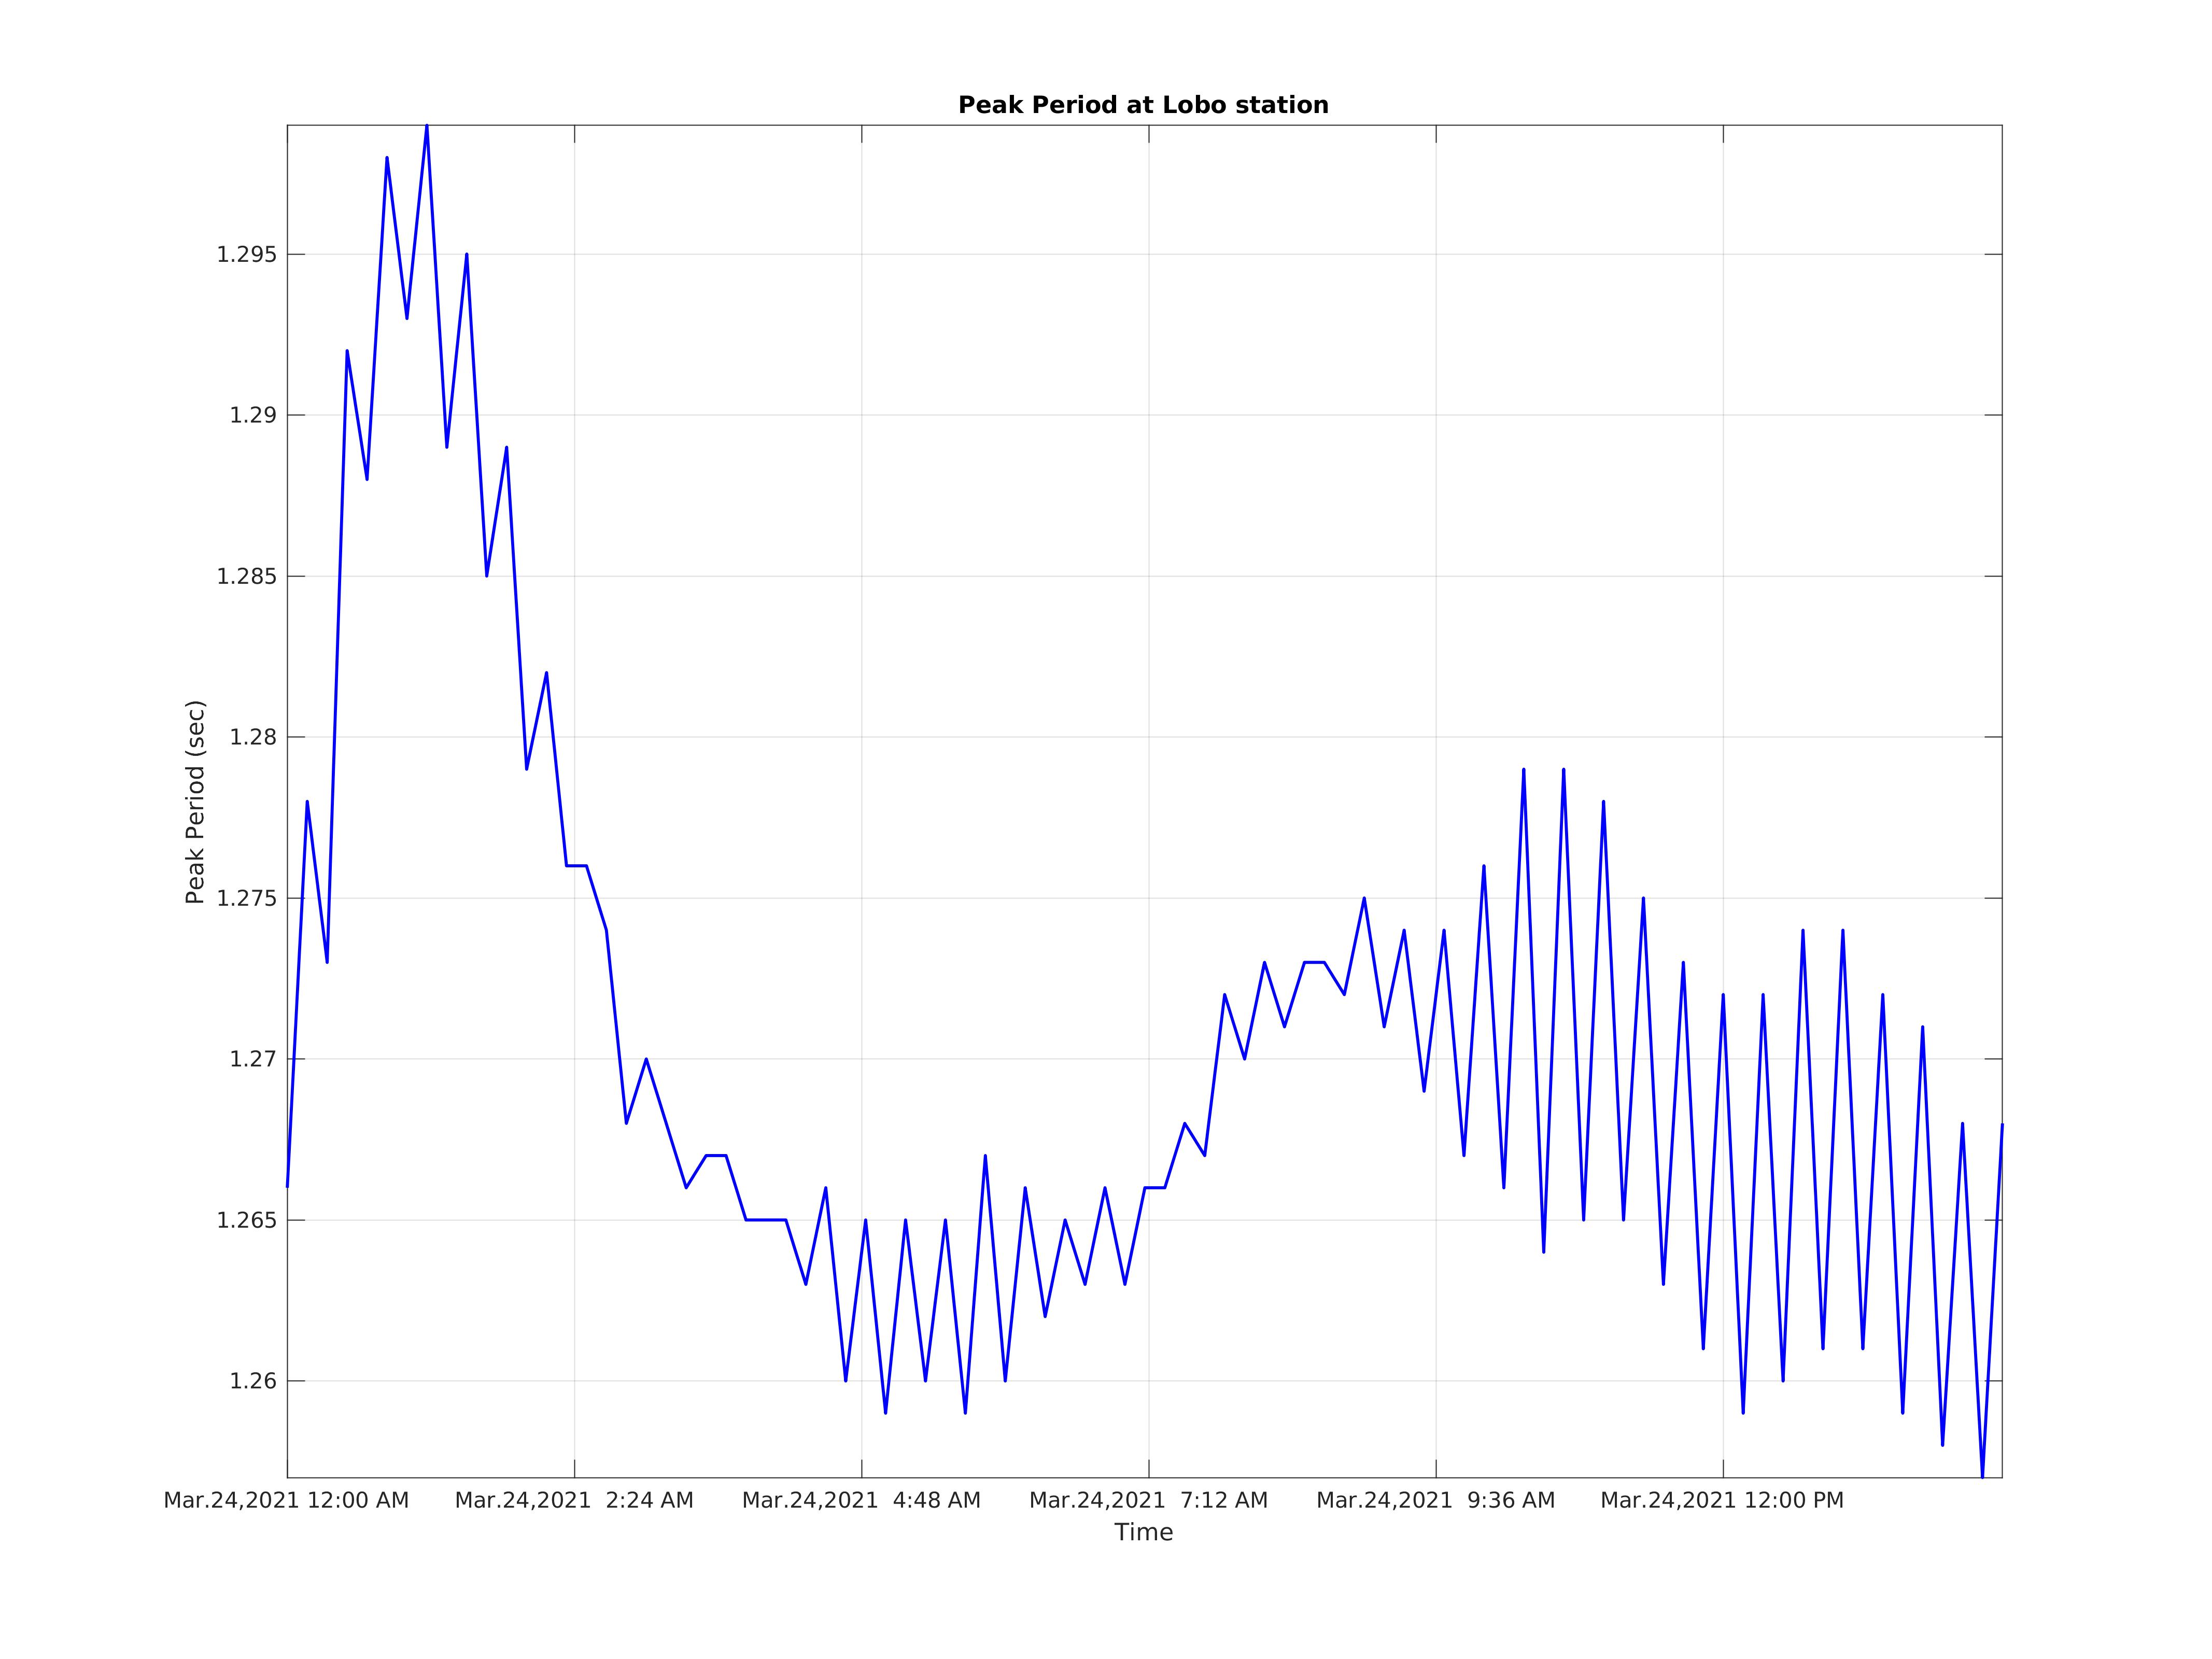 Peak Period at Lobo station
Peak Period (sec)
1.295
1.29
1.285
1.28
1.275
1.27
1.265
1.26
Mar.24,2021 12:00 AM
Mar.24,2021  2:24 AM
Mar.24,2021  4:48 AM
Mar.24,2021  7:12 AM
Mar.24,2021  9:36 AM
Mar.24,2021 12:00 PM
Time